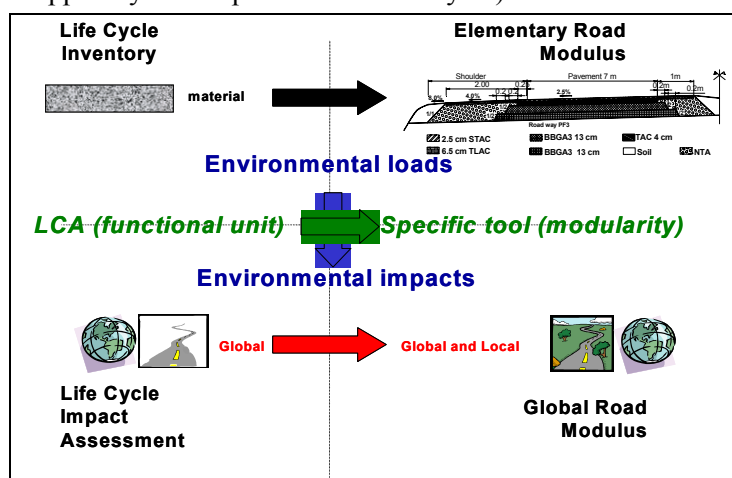 Life Cycle
Inventory
Elementary Road
Modulus
material
Shoulder
Pavement 7 m
1m
2.00
0.2m
4.0%
2.5%
Road way PF3
2.5 cm STAC
BBGA3 13 cm
TAC 4 cm
6.5 cm TLAC
BBGA3 13 cm
Soil
NTA
Environmental loads
LCA (functional unit)
Specific tool (modularity)
Environmental impacts
Global
Global and Local
Life Cycle
Impact
Assessment
Global Road
Modulus